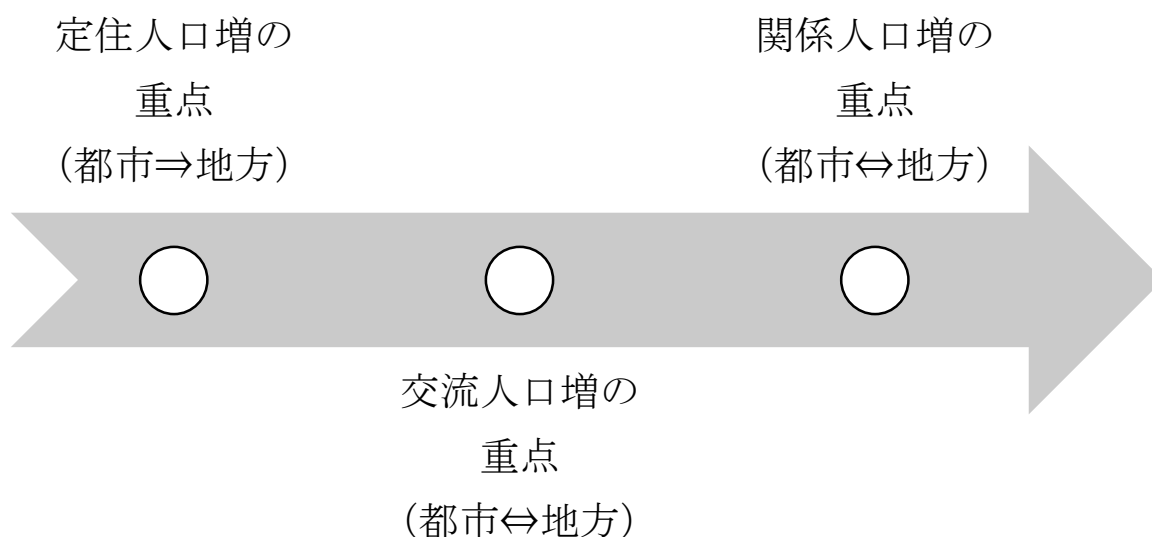 定住人口増の
重点
（都市⇒地方）
交流人口増の
重点
（都市⇔地方）
関係人口増の
重点
（都市⇔地方）